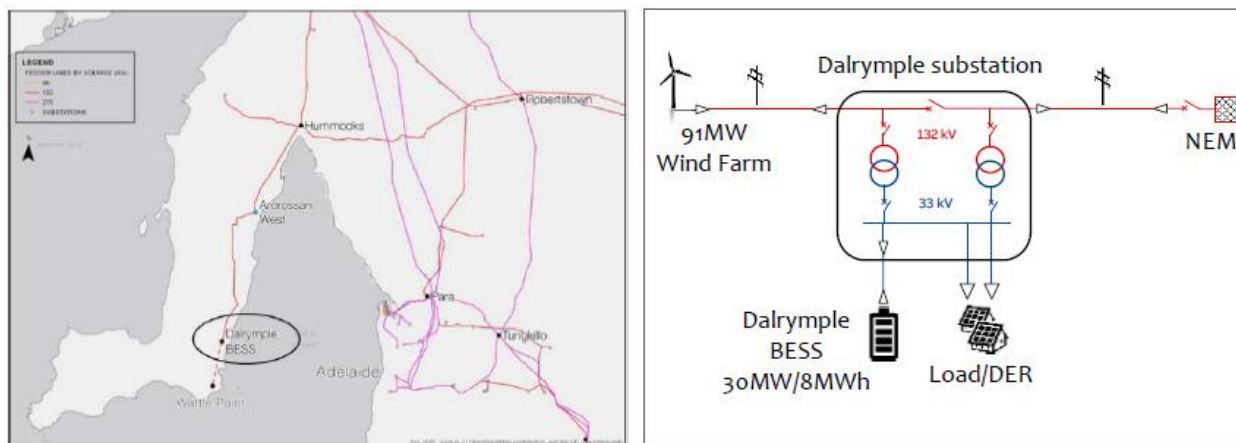 LEGEND
FEEDER LINES BY VOLTAGE (kV)
66
132
275
SUBSTATIONS
N
Robertstown
Hummocks
Ardrossan
West
Para
Dalrymple
BESS
Tungkillo
Adelaide
Wattle Point
Dalrymple substation
132 kV
91MW
Wind Farm
NEM
33 kV
Dalrymple
BESS
30MW/8MWh
Load/DER